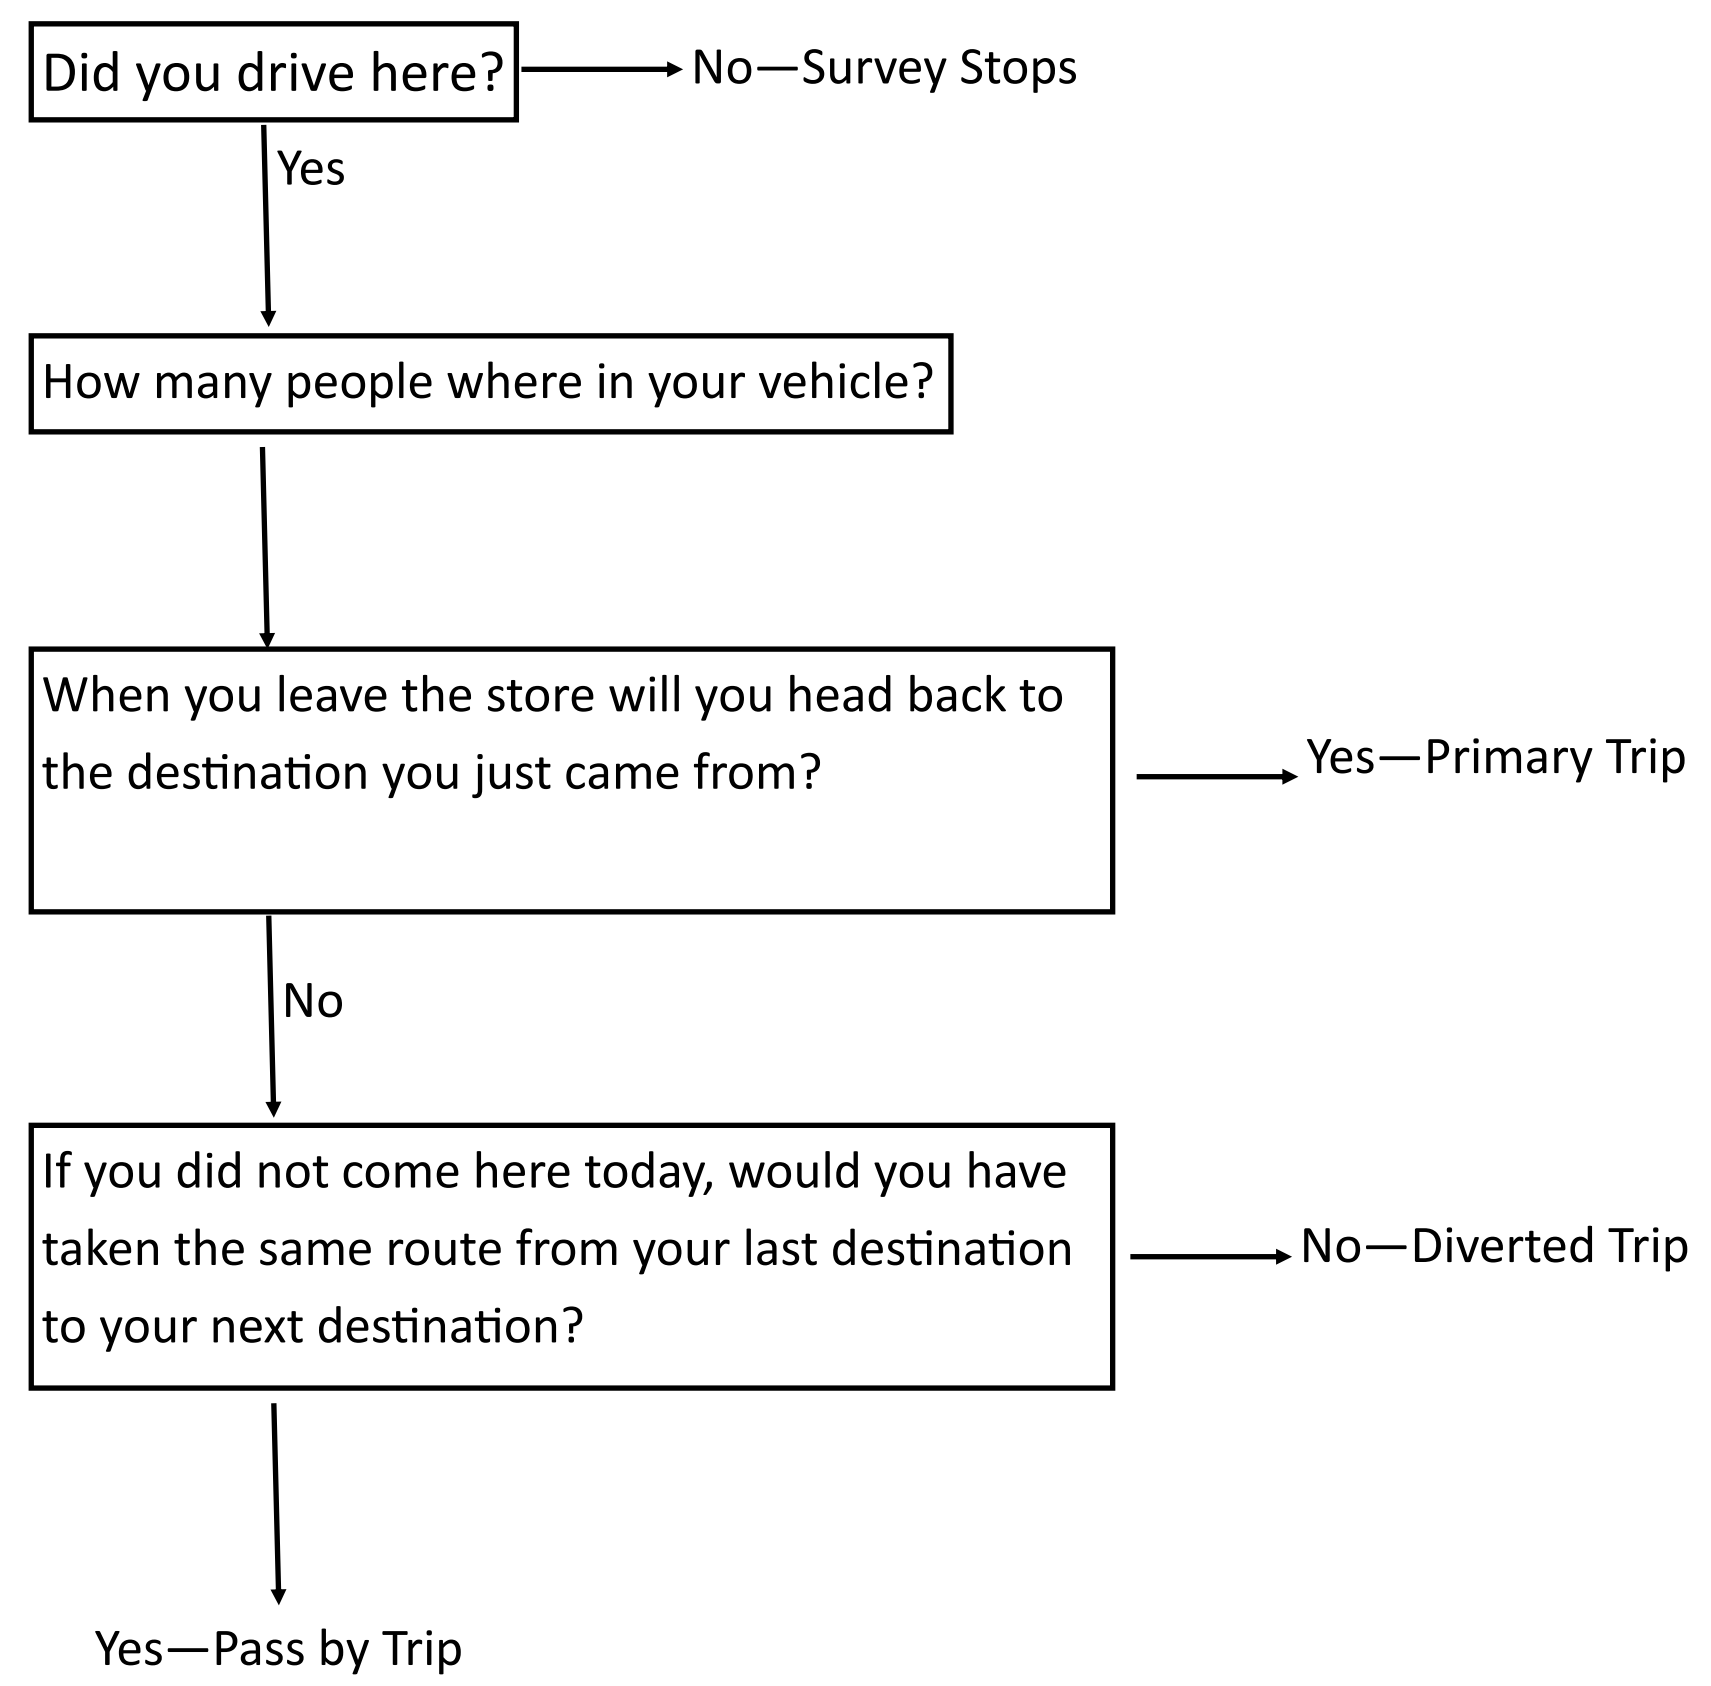 Did you drive here?
No—Survey Stops
Yes
How many people where in your vehicle?
When you leave the store will you head back to
the destination you just came from?
Yes—Primary Trip
No
If you did not come here today, would you have
taken the same route from your last destination
to your next destination?
No—Diverted Trip
Yes—Pass by Trip